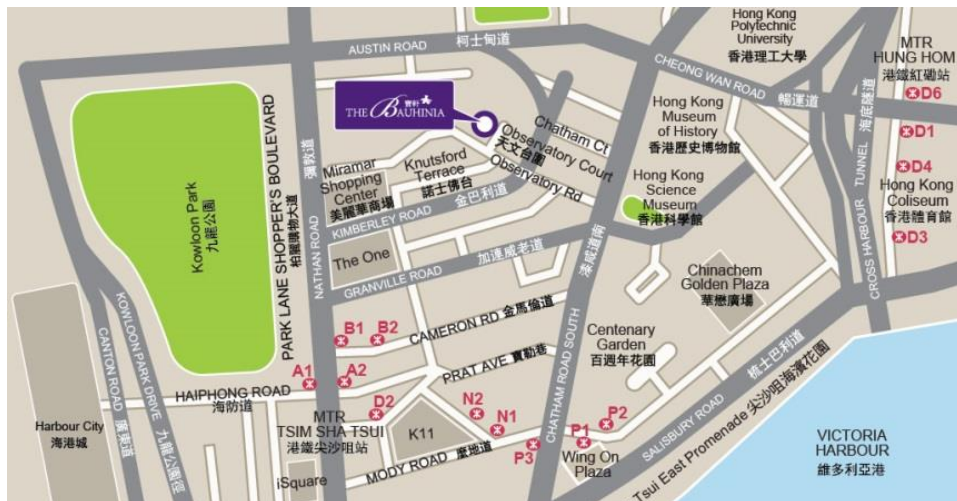 Hong Kong
Polytechnic
University
香港理工大學
MTR
HUNG HOM
港鐵紅磡站
D6
D1
D4
D3
AUSTIN ROAD 柯士甸道
CHEONG WAN ROAD 暢運道
CROSS HARBOUR TUNNEL 海底隧道
THE BAUHINIA 寶軒
Hong Kong
Museum
of History
香港歷史博物館
Chatham Ct
Observatory Court
天文台圍
Observatory Rd
Hong Kong
Science
Museum
香港科學館
Hong Kong
Coliseum
香港體育館
Kowloon Park
九龍公園
PARK LANE SHOPPER'S BOULEVARD
柏麗購物大道
NATHAN ROAD 彌敦道
Miramar
Shopping
Center
美麗華商場
Knutsford
Terrace
諾士佛台
KIMBERLEY ROAD 金巴利道
The One
GRANVILLE ROAD 加連威老道
Chinachem
Golden Plaza
華懋廣場
CAMERON RD 金馬倫道
B1
B2
Centenary
Garden
百週年花園
PRAT AVE 寶勒巷
CHATHAM ROAD SOUTH 漆咸道南
KOWLOON PARK DRIVE 九龍公園徑
CANTON ROAD 廣東道
A1
A2
HAIPHONG ROAD
海防道
Harbour City
海港城
MTR
TSIM SHA TSUI
港鐵尖沙咀站
D2
K11
N2
N1
P3
P1
P2
MODY ROAD 麼地道
iSquare
Wing On
Plaza
SALISBURY ROAD 梳士巴利道
Tsui East Promenade 尖沙咀海濱花園
VICTORIA
HARBOUR
維多利亞港